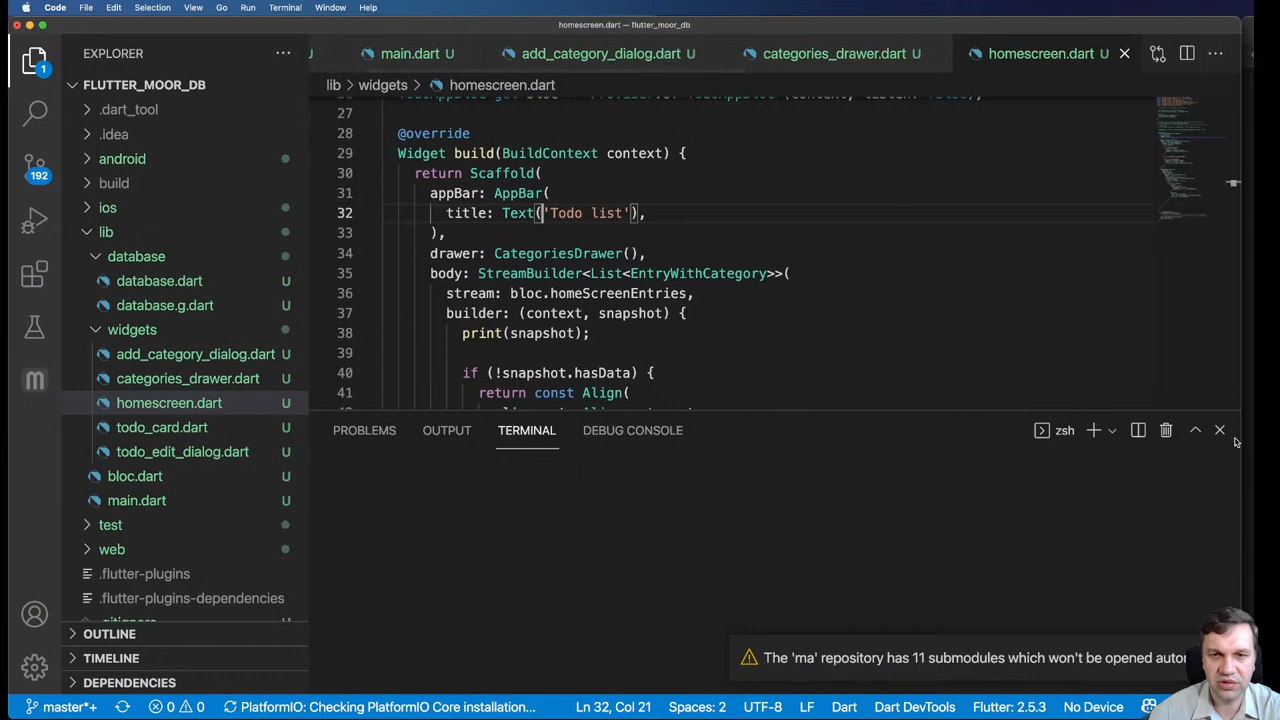 Code File Edit Selection View Go Run Terminal Window Help
homescreen.dart — flutter_moor_db
EXPLORER
main.dart U add_category_dialog.dart U categories_drawer.dart U homescreen.dart U
FLUTTER_MOOR_DB
lib > widgets > homescreen.dart
.dart_tool
.idea
android
build
ios
lib
database
database.dart U
database.g.dart U
widgets
add_category_dialog.dart U
categories_drawer.dart U
homescreen.dart U
todo_card.dart U
todo_edit_dialog.dart U
bloc.dart U
main.dart U
test
web
.flutter-plugins
.flutter-plugins-dependencies
.gitignore
OUTLINE
TIMELINE
DEPENDENCIES
1
192
27
28 @override
29 Widget build(BuildContext context) {
30 return Scaffold(
31 appBar: AppBar(
32 title: Text('Todo list'),
33 ),
34 drawer: CategoriesDrawer(),
35 body: StreamBuilder<List<EntryWithCategory>>(
36 stream: bloc.homeScreenEntries,
37 builder: (context, snapshot) {
38 print(snapshot);
39
40 if (!snapshot.hasData) {
41 return const Align(
PROBLEMS OUTPUT TERMINAL DEBUG CONSOLE
zsh
The 'ma' repository has 11 submodules which won't be opened
master*+ 0 0 PlatformIO: Checking PlatformIO Core installation... Ln 32, Col 21 Spaces: 2 UTF-8 LF Dart Dart DevTools Flutter: 2.5.3 No Device